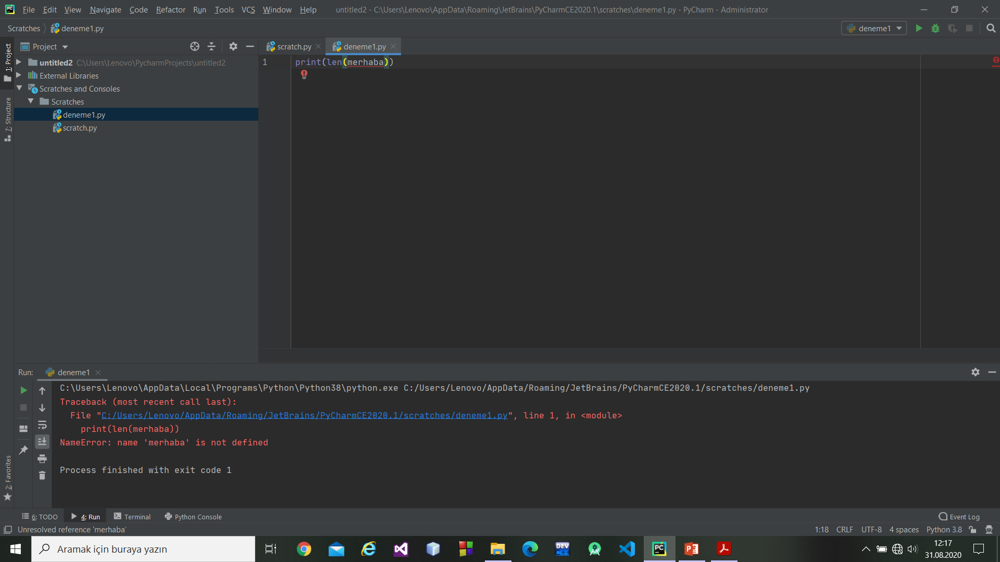 File Edit View Navigate Code Refactor Run Tools VCS Window Help untitled2 - C:\Users\Lenovo\AppData\Roaming\JetBrains\PyCharmCE2020.1\scratches\deneme1.py - PyCharm - Administrator
Scratches deneme1.py deneme1
Project scratch.py deneme1.py
1: Project
7: Structure
2: Favorites
untitled2 C:\Users\Lenovo\PycharmProjects\untitled2
External Libraries
Scratches and Consoles
Scratches
deneme1.py
scratch.py
1 print(len(merhaba))
Run: deneme1
C:\Users\Lenovo\AppData\Local\Programs\Python\Python38\python.exe C:/Users/Lenovo/AppData/Roaming/JetBrains/PyCharmCE2020.1/scratches/deneme1.py
Traceback (most recent call last):
File "C:/Users/Lenovo/AppData/Roaming/JetBrains/PyCharmCE2020.1/scratches/deneme1.py", line 1, in <module>
print(len(merhaba))
NameError: name 'merhaba' is not defined
Process finished with exit code 1
6: TODO 4: Run Terminal Python Console Event Log
Unresolved reference 'merhaba' 1:18 CRLF UTF-8 4 spaces Python 3.8
Aramak için buraya yazın
PC
DEV
C++
12:17
31.08.2020